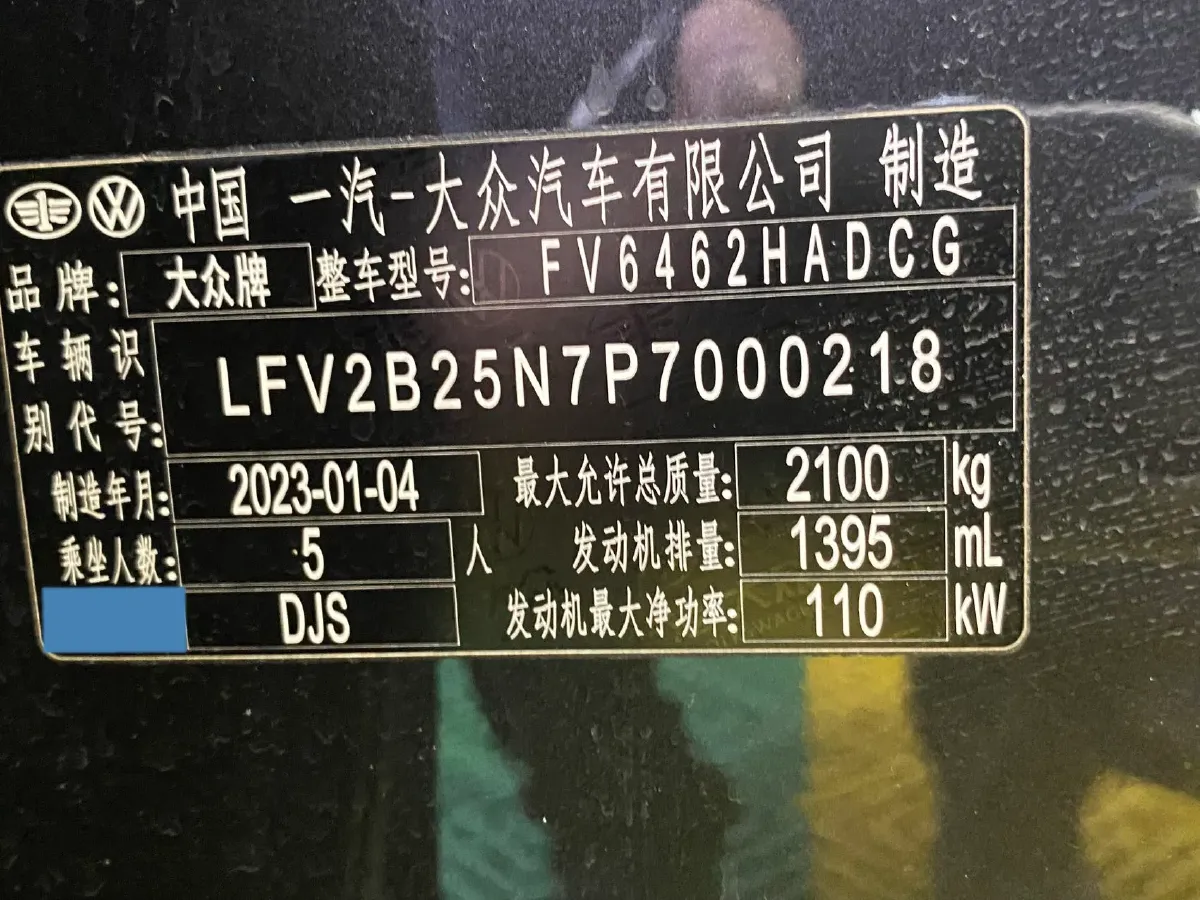 中国 一汽-大众汽车有限公司 制造
品牌: 大众牌 整车型号: FV6462HADCG
车辆识别代号: LFV2B25N7P7000218
制造年月: 2023-01-04 最大允许总质量: 2100 kg
乘坐人数: 5 人 发动机排量: 1395 mL
DJS 发动机最大净功率: 110 kW